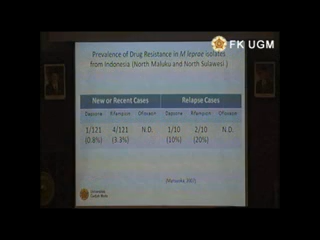 FK UGM
Prevalence of Drug Resistance in M leprae isolates
from Indonesia (North Maluku and North Sulawesi )
New or Recent Cases Relapse Cases
Dapsone Rifampicin Ofloxacin Dapsone Rifampicin Ofloxacin
1/121 4/121 N.D. 1/10 2/10 N.D.
(0.8%) (3.3%) (10%) (20%)